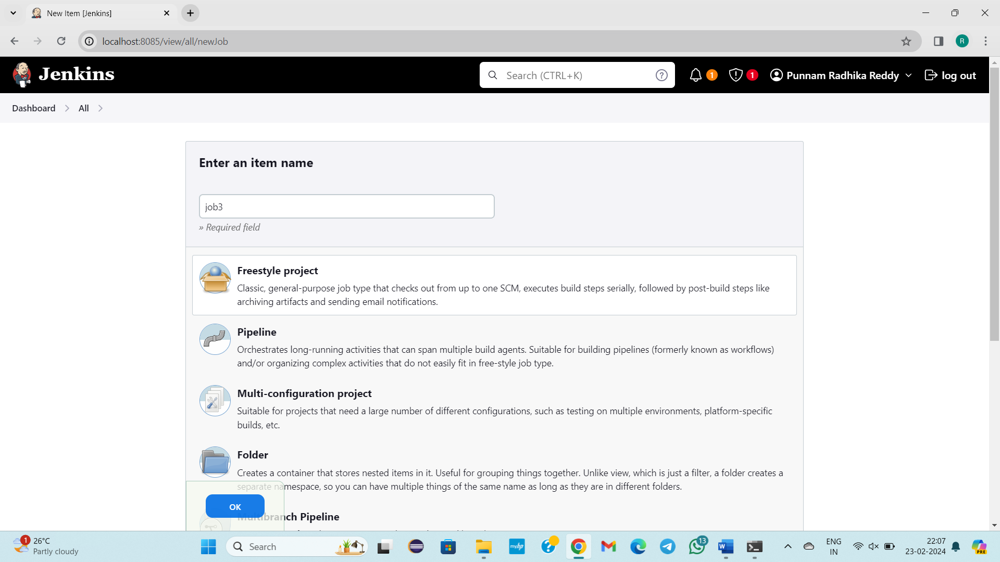 New Item [Jenkins]
localhost:8085/view/all/newJob
Jenkins
Search (CTRL+K)
?
1
1
Punnam Radhika Reddy
log out
R
Dashboard
All
Enter an item name
job3
» Required field
Freestyle project
Classic, general-purpose job type that checks out from up to one SCM, executes build steps serially, followed by post-build steps like
archiving artifacts and sending email notifications.
Pipeline
Orchestrates long-running activities that can span multiple build agents. Suitable for building pipelines (formerly known as workflows)
and/or organizing complex activities that do not easily fit in free-style job type.
Multi-configuration project
Suitable for projects that need a large number of different configurations, such as testing on multiple environments, platform-specific
builds, etc.
Folder
Creates a container that stores nested items in it. Useful for grouping things together. Unlike view, which is just a filter, a folder creates a
separate namespace, so you can have multiple things of the same name as long as they are in different folders.
OK
Multibranch Pipeline
1
26°C
Partly cloudy
Search
myhp
13
W
ENG
IN
22:07
23-02-2024
PRE